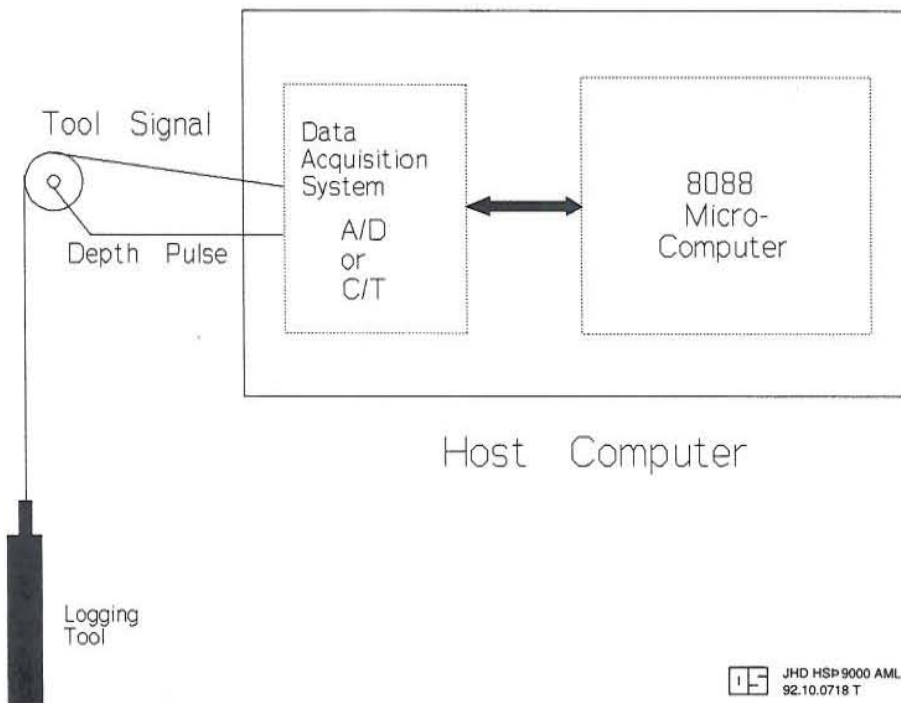 Tool Signal
Depth Pulse
Data
Acquisition
System
A/D
or
C/T
8088
Micro-
Computer
Host Computer
Logging
Tool
OS
JHD HSÞ 9000 AML
92.10.0718 T